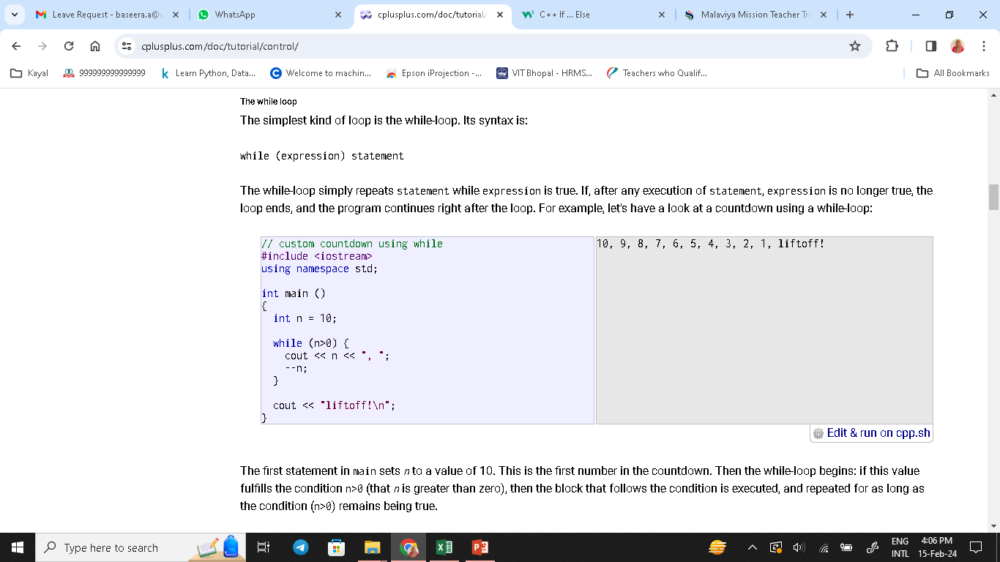 Leave Request - baseera.a@v
WhatsApp
cplusplus.com/doc/tutorial/
C++ If ... Else
Malaviya Mission Teacher Tr
cplusplus.com/doc/tutorial/control/
Kayal
999999999999999
Learn Python, Data...
Welcome to machin...
Epson iProjection -...
VIT Bhopal - HRMS...
Teachers who Qualif...
All Bookmarks
The while loop
The simplest kind of loop is the while-loop. Its syntax is:
while (expression) statement
The while-loop simply repeats statement while expression is true. If, after any execution of statement, expression is no longer true, the
loop ends, and the program continues right after the loop. For example, let's have a look at a countdown using a while-loop:
// custom countdown using while
#include <iostream>
using namespace std;
int main ()
{
  int n = 10;
  while (n>0) {
    cout << n << ", ";
    --n;
  }
  cout << "liftoff!\n";
}
10, 9, 8, 7, 6, 5, 4, 3, 2, 1, liftoff!
Edit & run on cpp.sh
The first statement in main sets n to a value of 10. This is the first number in the countdown. Then the while-loop begins: if this value
fulfills the condition n>0 (that n is greater than zero), then the block that follows the condition is executed, and repeated for as long as
the condition (n>0) remains being true.
Type here to search
ENG
INTL
4:06 PM
15-Feb-24